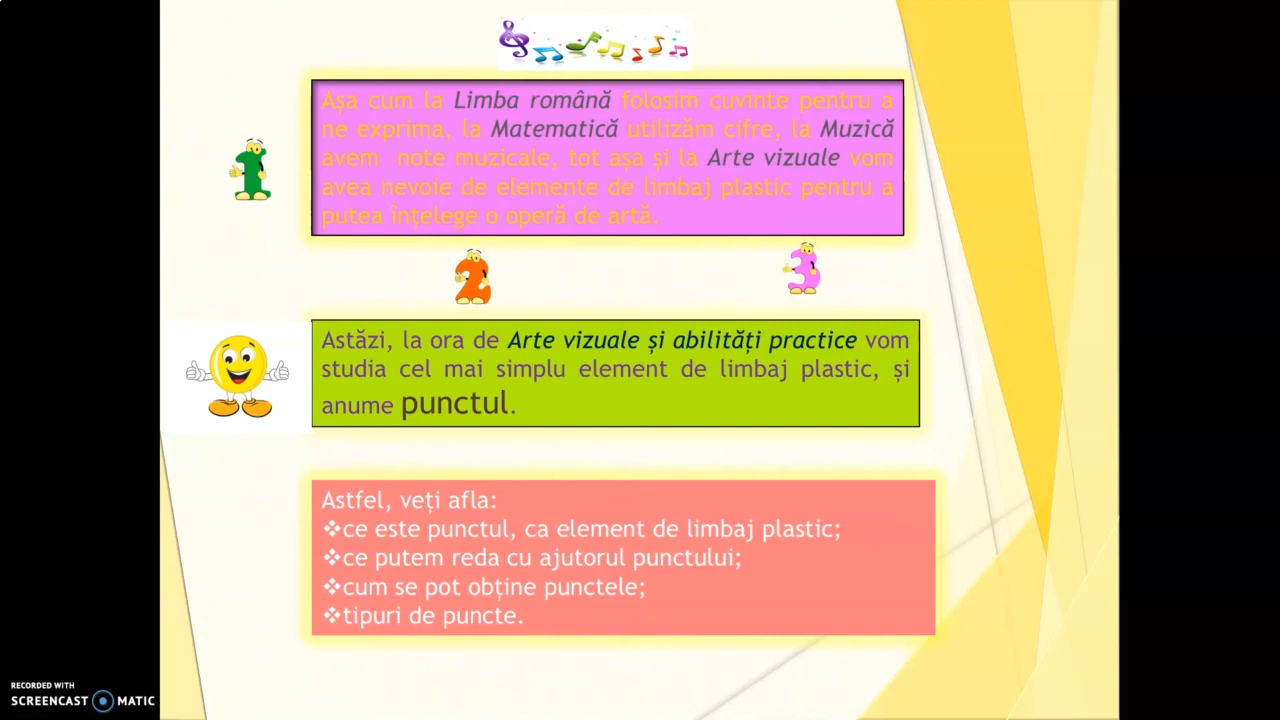 Așa cum la Limba română folosim cuvinte pentru a
ne exprima, la Matematică utilizăm cifre, la Muzică
avem note muzicale, tot așa și la Arte vizuale vom
avea nevoie de elemente de limbaj plastic pentru a
putea înțelege o operă de artă.
1
2
3
Astăzi, la ora de Arte vizuale și abilități practice vom
studia cel mai simplu element de limbaj plastic, și
anume punctul.
Astfel, veți afla:
❖ce este punctul, ca element de limbaj plastic;
❖ce putem reda cu ajutorul punctului;
❖cum se pot obține punctele;
❖tipuri de puncte.
RECORDED WITH
SCREENCAST MATIC